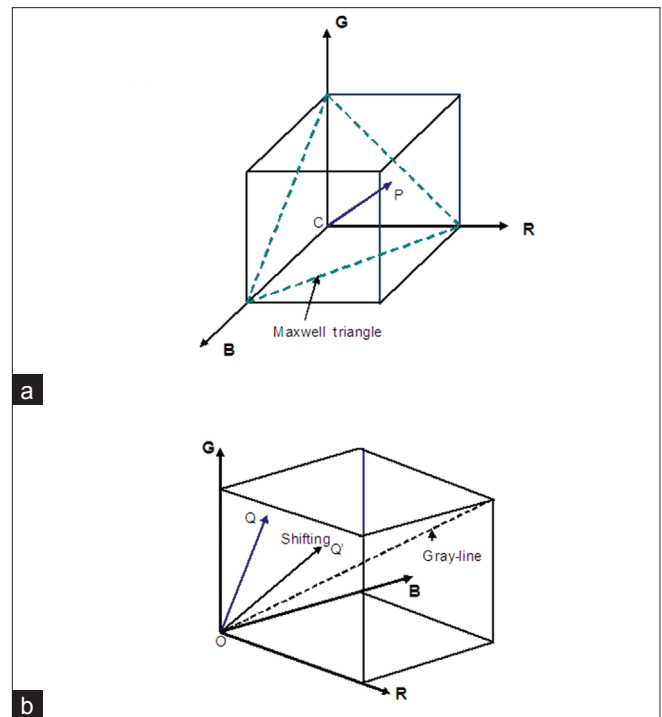 G
P
C
R
Maxwell triangle
B
a
G
Q
Shifting
Q'
Gray-line
B
O
R
b